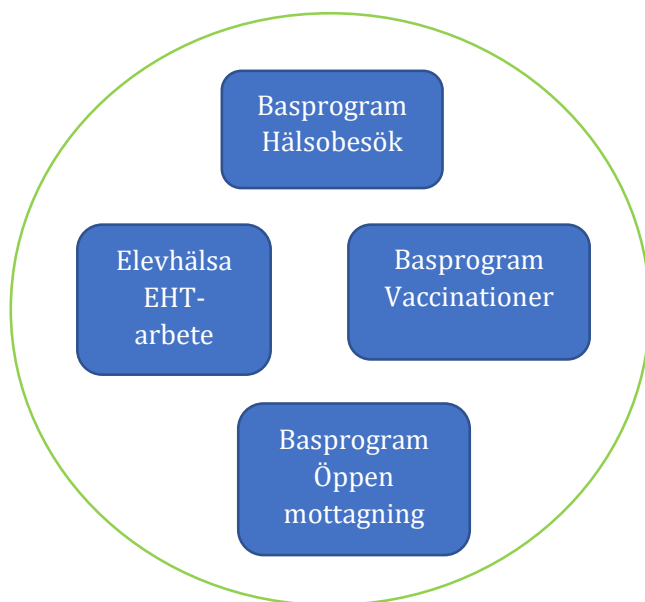 Basprogram
Hälsobesök
Elevhälsa
EHT-
arbete
Basprogram
Vaccinationer
Basprogram
Öppen
mottagning